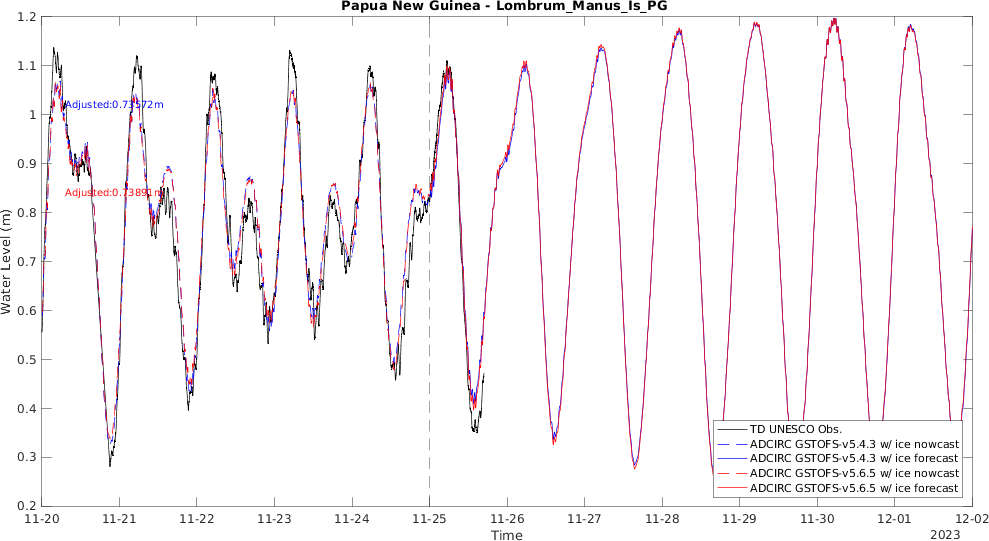 Papua New Guinea - Lombrum_Manus_Is_PG
1.2
1.1
1
0.9
0.8
0.7
0.6
0.5
0.4
0.3
0.2
Water Level (m)
Adjusted:0.73572m
Adjusted:0.73891m
TD UNESCO Obs.
ADCIRC GSTOFS-v5.4.3 w/ ice nowcast
ADCIRC GSTOFS-v5.4.3 w/ ice forecast
ADCIRC GSTOFS-v5.6.5 w/ ice nowcast
ADCIRC GSTOFS-v5.6.5 w/ ice forecast
11-20 11-21 11-22 11-23 11-24 11-25 11-26 11-27 11-28 11-29 11-30 12-01 12-02
Time
2023